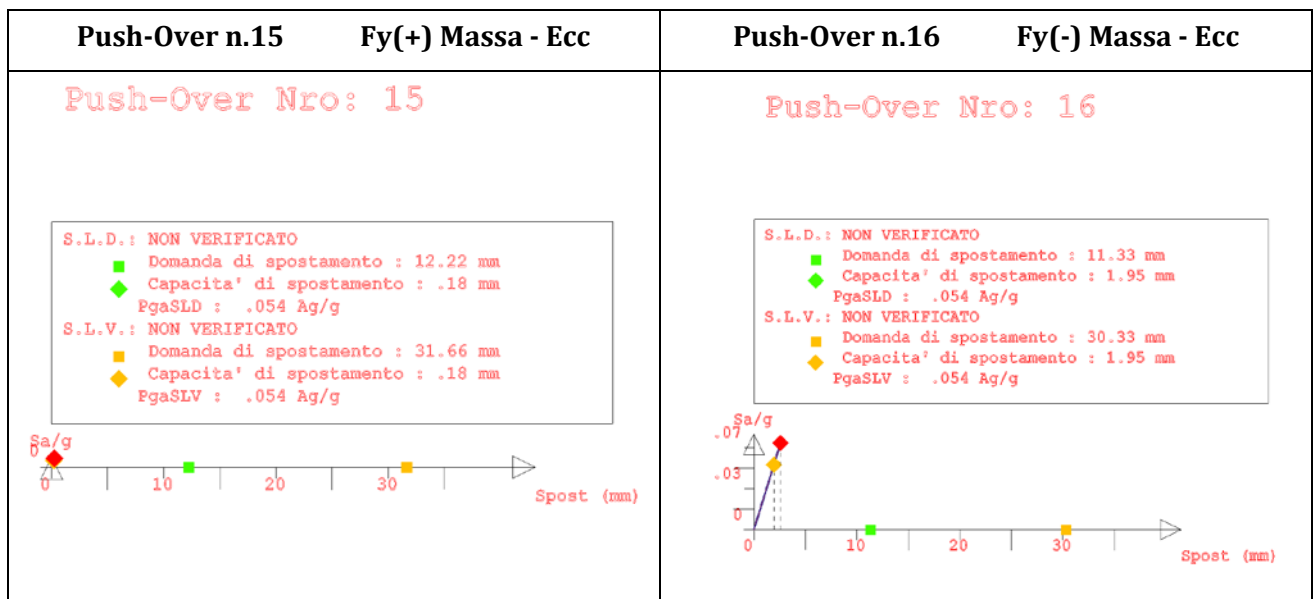 Push-Over n.15 Fy(+) Massa - Ecc
Push-Over Nro: 15
S.L.D.: NON VERIFICATO
Domanda di spostamento : 12.22 mm
Capacita' di spostamento : .18 mm
PgaSLD : .054 Ag/g
S.L.V.: NON VERIFICATO
Domanda di spostamento : 31.66 mm
Capacita' di spostamento : .18 mm
PgaSLV : .054 Ag/g
Sa/g
0
0 10 20 30
Spost (mm)
Push-Over n.16 Fy(-) Massa - Ecc
Push-Over Nro: 16
S.L.D.: NON VERIFICATO
Domanda di spostamento : 11.33 mm
Capacita' di spostamento : 1.95 mm
PgaSLD : .054 Ag/g
S.L.V.: NON VERIFICATO
Domanda di spostamento : 30.33 mm
Capacita' di spostamento : 1.95 mm
PgaSLV : .054 Ag/g
Sa/g
.07
.03
0
0 10 20 30
Spost (mm)